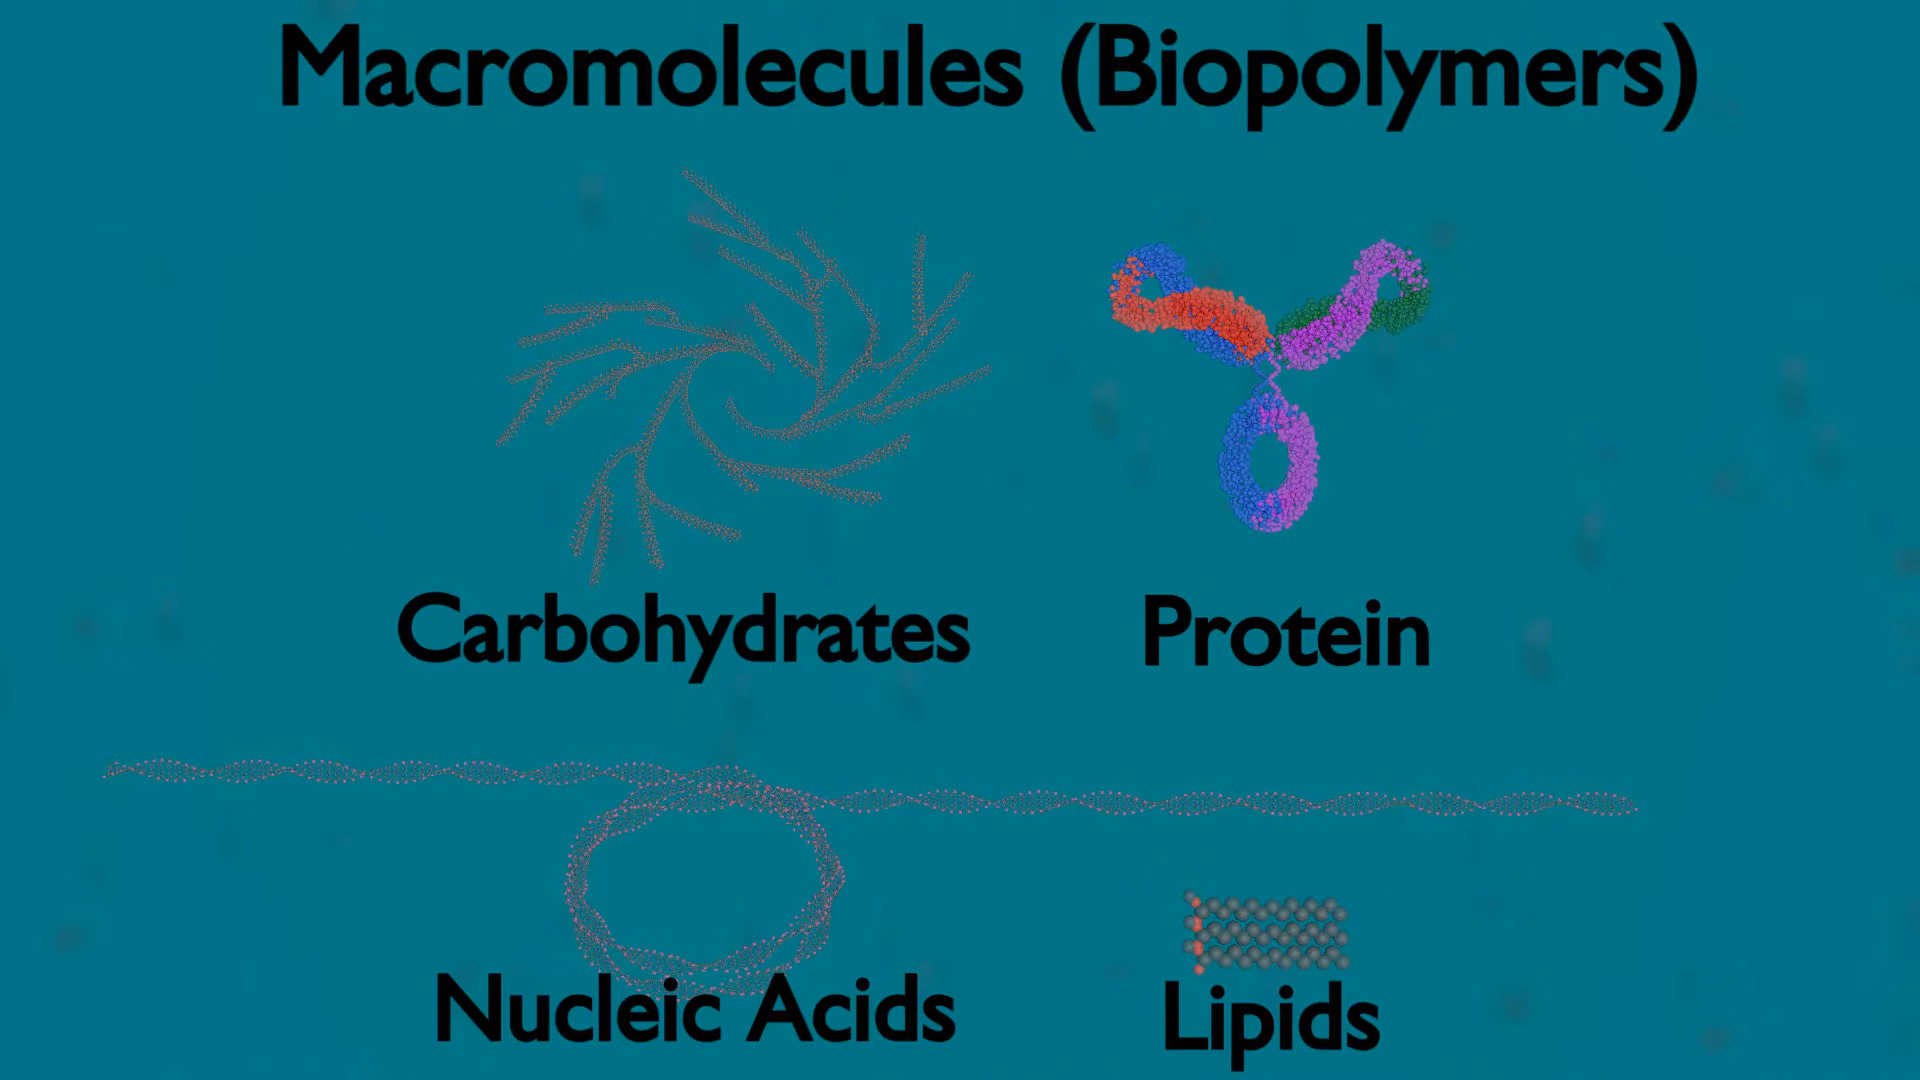 Macromolecules (Biopolymers)
Carbohydrates
Protein
Nucleic Acids
Lipids